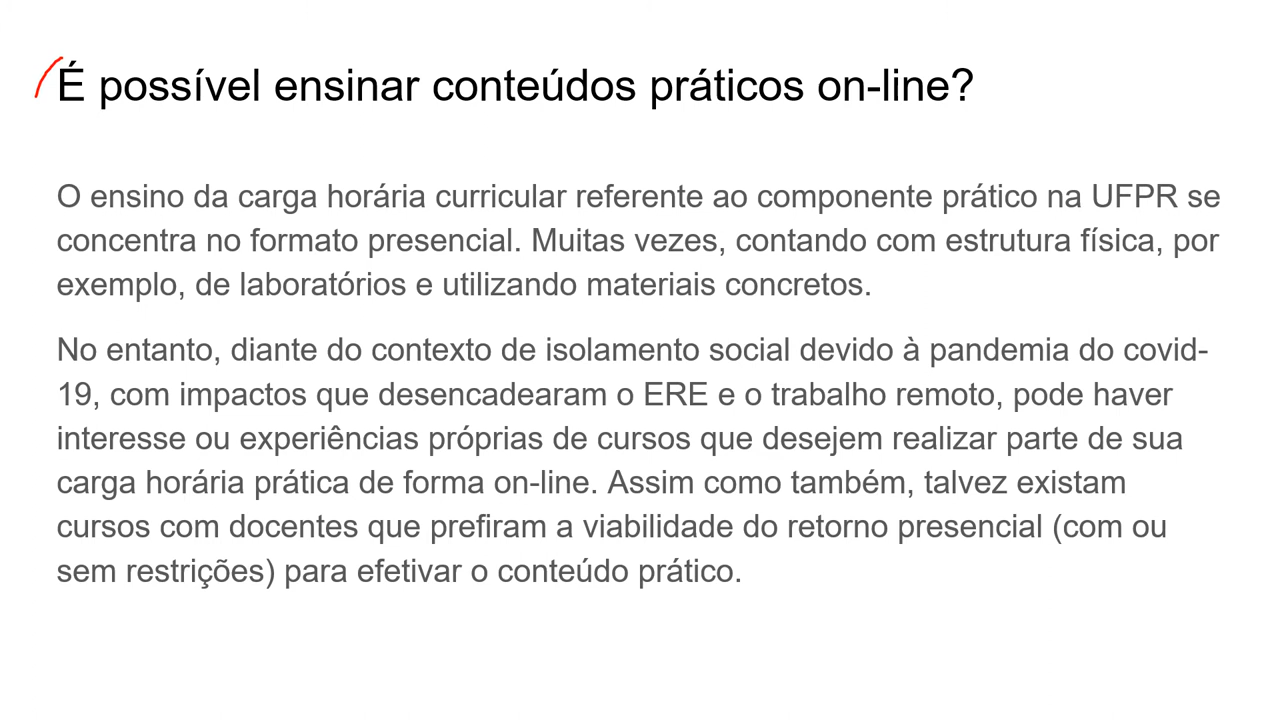 É possível ensinar conteúdos práticos on-line?
O ensino da carga horária curricular referente ao componente prático na UFPR se
concentra no formato presencial. Muitas vezes, contando com estrutura física, por
exemplo, de laboratórios e utilizando materiais concretos.
No entanto, diante do contexto de isolamento social devido à pandemia do covid-
19, com impactos que desencadearam o ERE e o trabalho remoto, pode haver
interesse ou experiências próprias de cursos que desejem realizar parte de sua
carga horária prática de forma on-line. Assim como também, talvez existam
cursos com docentes que prefiram a viabilidade do retorno presencial (com ou
sem restrições) para efetivar o conteúdo prático.